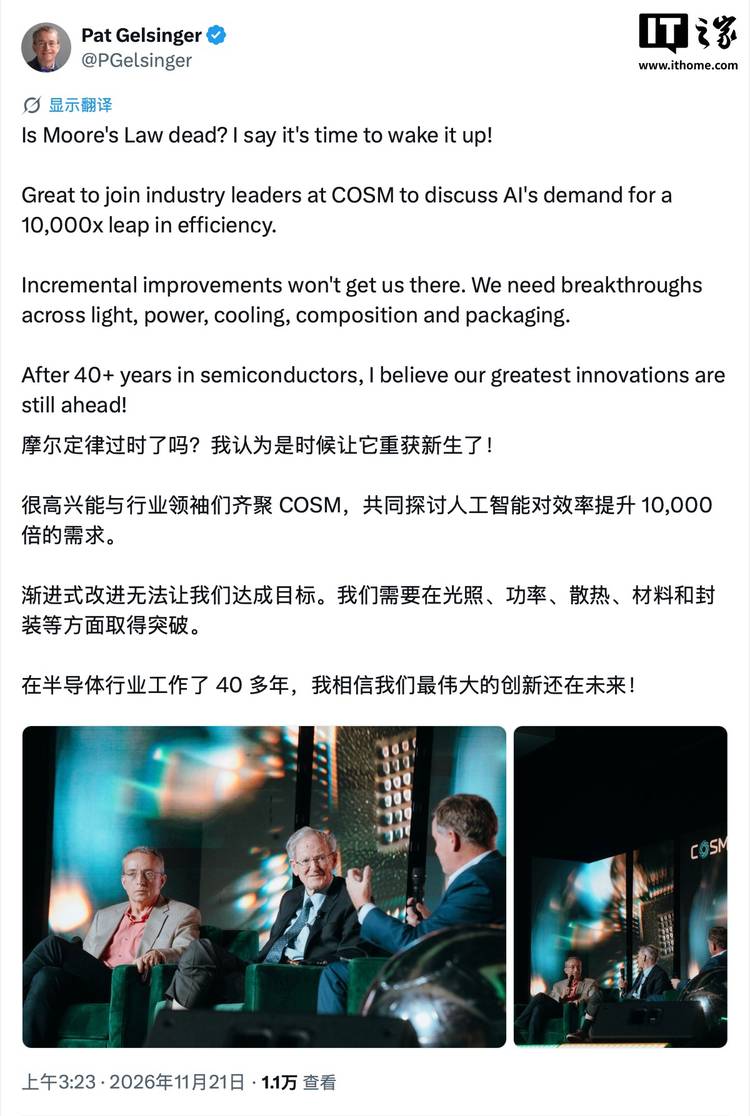 Pat Gelsinger
@PGelsinger
IT之家
www.ithome.com
显示翻译
Is Moore's Law dead? I say it's time to wake it up!
Great to join industry leaders at COSM to discuss AI's demand for a
10,000x leap in efficiency.
Incremental improvements won't get us there. We need breakthroughs
across light, power, cooling, composition and packaging.
After 40+ years in semiconductors, I believe our greatest innovations are
still ahead!
摩尔定律过时了吗？我认为是时候让它重获新生了！
很高兴能与行业领袖们齐聚 COSM，共同探讨人工智能对效率提升 10,000
倍的需求。
渐进式改进无法让我们达成目标。我们需要在光照、功率、散热、材料和封
装等方面取得突破。
在半导体行业工作了 40 多年，我相信我们最伟大的创新还在未来！
COSM
上午3:23 · 2026年11月21日 · 1.1万 查看